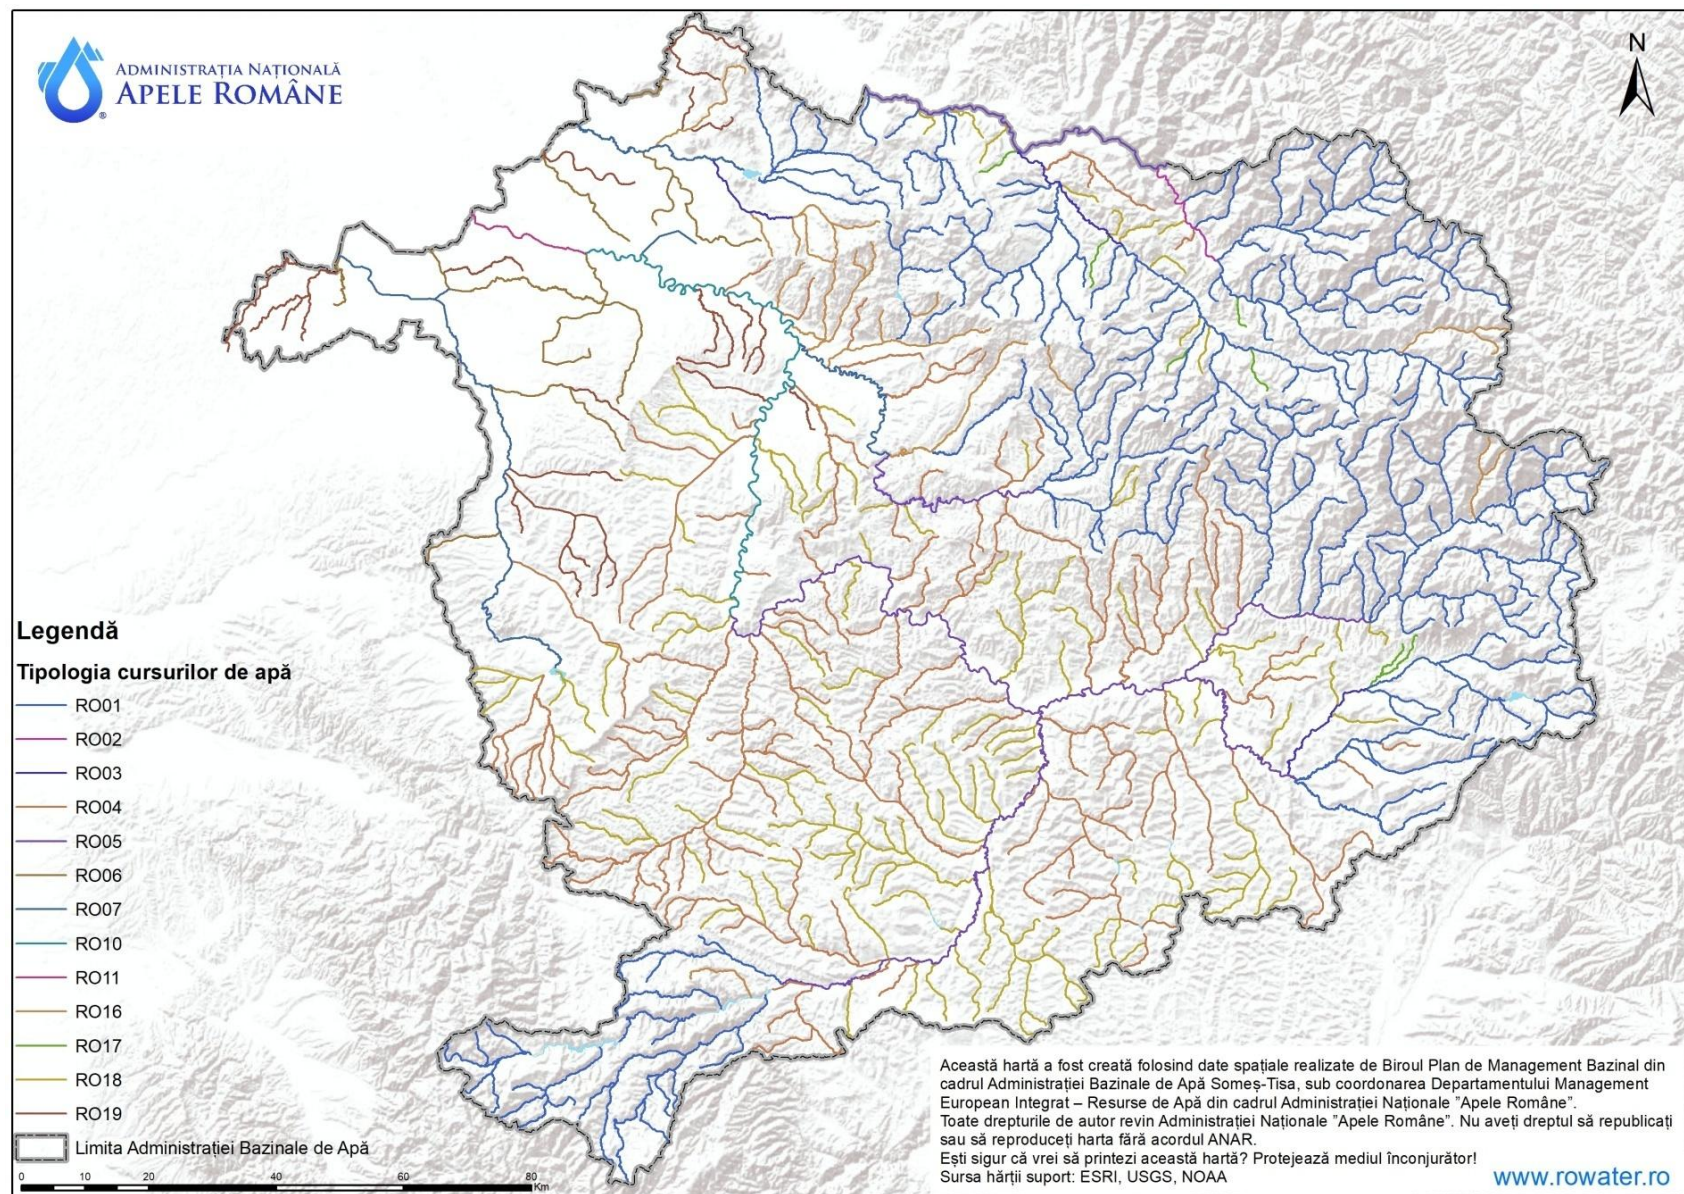 ADMINISTRAȚIA NAȚIONALĂ
APELE ROMÂNE
®
N
Legendă
Tipologia cursurilor de apă
RO01
RO02
RO03
RO04
RO05
RO06
RO07
RO10
RO11
RO16
RO17
RO18
RO19
Limita Administrației Bazinale de Apă
0 10 20 40 60 80
Km
Această hartă a fost creată folosind date spațiale realizate de Biroul Plan de Management Bazinal din
cadrul Administrației Bazinale de Apă Someș-Tisa, sub coordonarea Departamentului Management
European Integrat – Resurse de Apă din cadrul Administrației Naționale "Apele Române".
Toate drepturile de autor revin Administrației Naționale "Apele Române". Nu aveți dreptul să republicați
sau să reproduceți harta fără acordul ANAR.
Ești sigur că vrei să printezi această hartă? Protejează mediul înconjurător!
Sursa hărții suport: ESRI, USGS, NOAA
www.rowater.ro